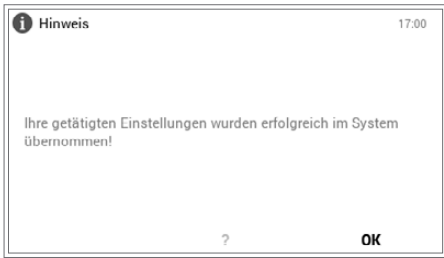 Hinweis 17:00
Ihre getätigten Einstellungen wurden erfolgreich im System
übernommen!
? OK